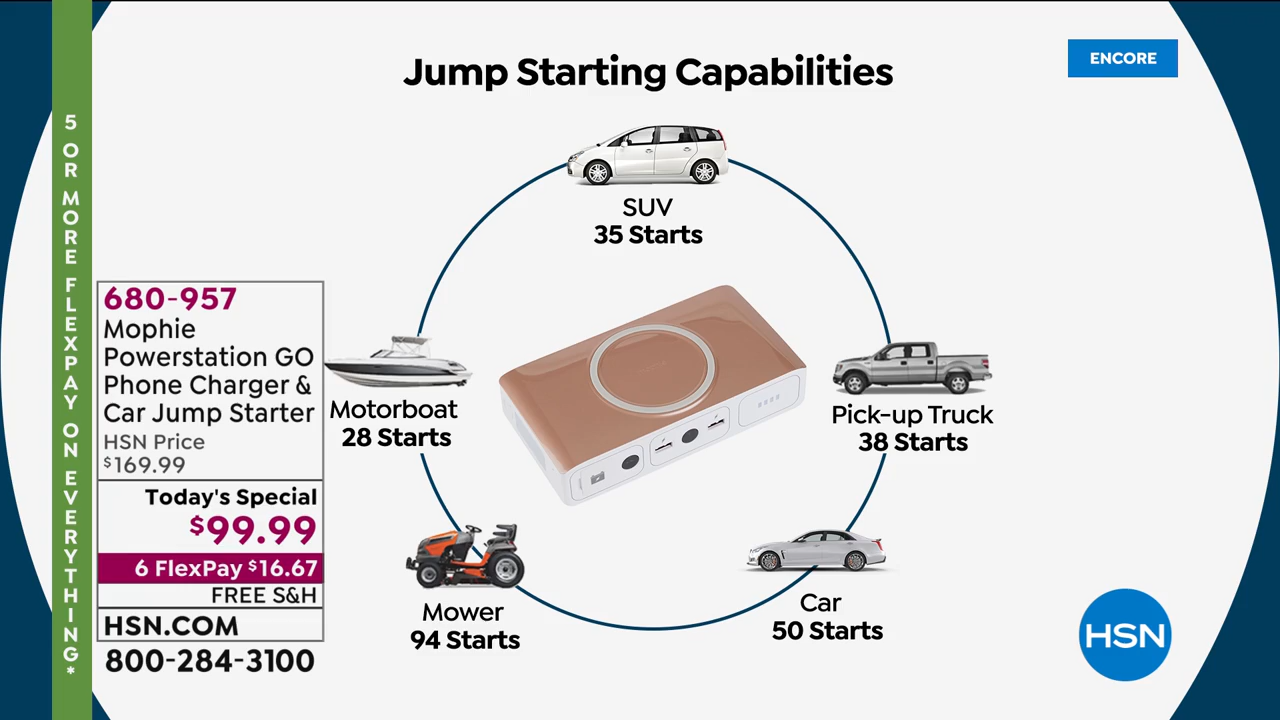 Jump Starting Capabilities
ENCORE
5 OR MORE FLEXPAY ON EVERYTHING*
SUV
35 Starts
680-957
Mophie
Powerstation GO
Phone Charger &
Car Jump Starter
HSN Price
$169.99
Today's Special
$99.99
6 FlexPay $16.67
FREE S&H
HSN.COM
800-284-3100
Motorboat
28 Starts
Pick-up Truck
38 Starts
Mower
94 Starts
Car
50 Starts
HSN